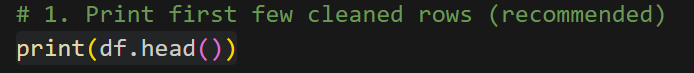 # 1. Print first few cleaned rows (recommended)
print(df.head())